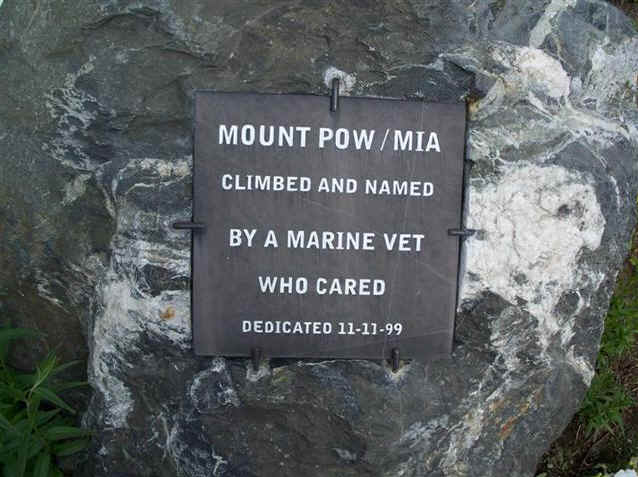 MOUNT POW/MIA
CLIMBED AND NAMED
BY A MARINE VET
WHO CARED
DEDICATED 11-11-99